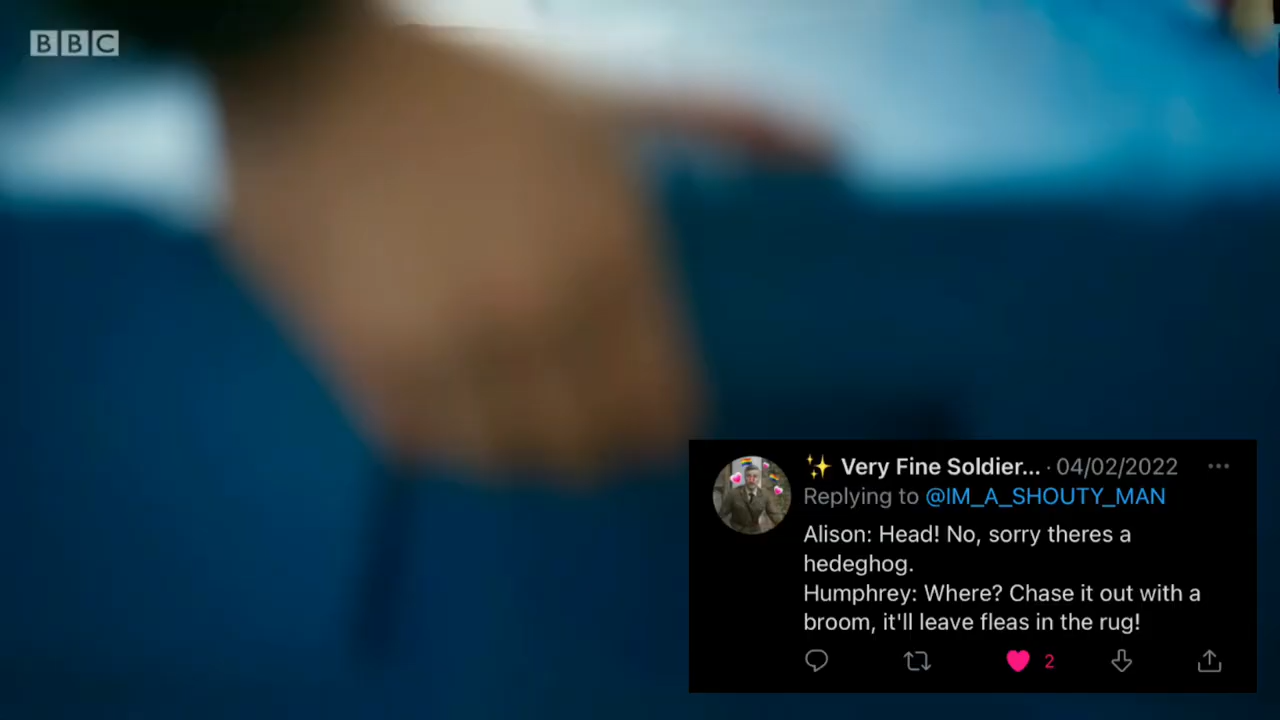 BBC
✨ Very Fine Soldier... · 04/02/2022 ···
Replying to @IM_A_SHOUTY_MAN
Alison: Head! No, sorry theres a
hedeghog.
Humphrey: Where? Chase it out with a
broom, it'll leave fleas in the rug!
2